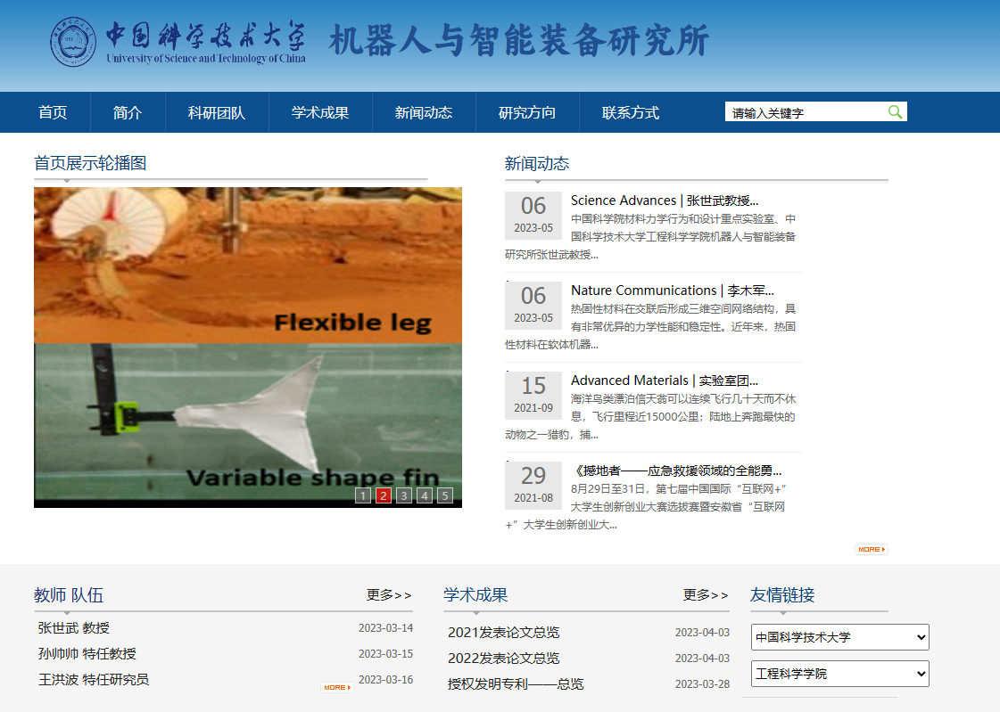 中国科学技术大学 机器人与智能装备研究所
University of Science and Technology of China
首页 简介 科研团队 学术成果 新闻动态 研究方向 联系方式 请输入关键字
首页展示轮播图
Flexible leg
Variable shape fin
1 2 3 4 5
新闻动态
06
2023-05
Science Advances | 张世武教授...
中国科学院材料力学行为和设计重点实验室、中
国科学技术大学工程科学学院机器人与智能装备
研究所张世武教授...
06
2023-05
Nature Communications | 李木军...
热固性材料在交联后形成三维空间网络结构，具
有非常优异的力学性能和稳定性。近年来，热固
性材料在软体机器...
15
2021-09
Advanced Materials | 实验室团...
海洋鸟类漂泊信天翁可以连续飞行几十天而不休
息，飞行里程近15000公里；陆地上奔跑最快的
动物之一猎豹，捕...
29
2021-08
《撼地者——应急救援领域的全能勇...
8月29日至31日，第七届中国国际“互联网+”
大学生创新创业大赛选拔赛暨安徽省“互联网
+”大学生创新创业大...
MORE
教师 队伍 更多>>
张世武 教授 2023-03-14
孙帅帅 特任教授 2023-03-15
王洪波 特任研究员 2023-03-16
MORE
学术成果 更多>>
2021发表论文总览 2023-04-03
2022发表论文总览 2023-04-03
授权发明专利——总览 2023-03-28
友情链接
中国科学技术大学
工程科学学院